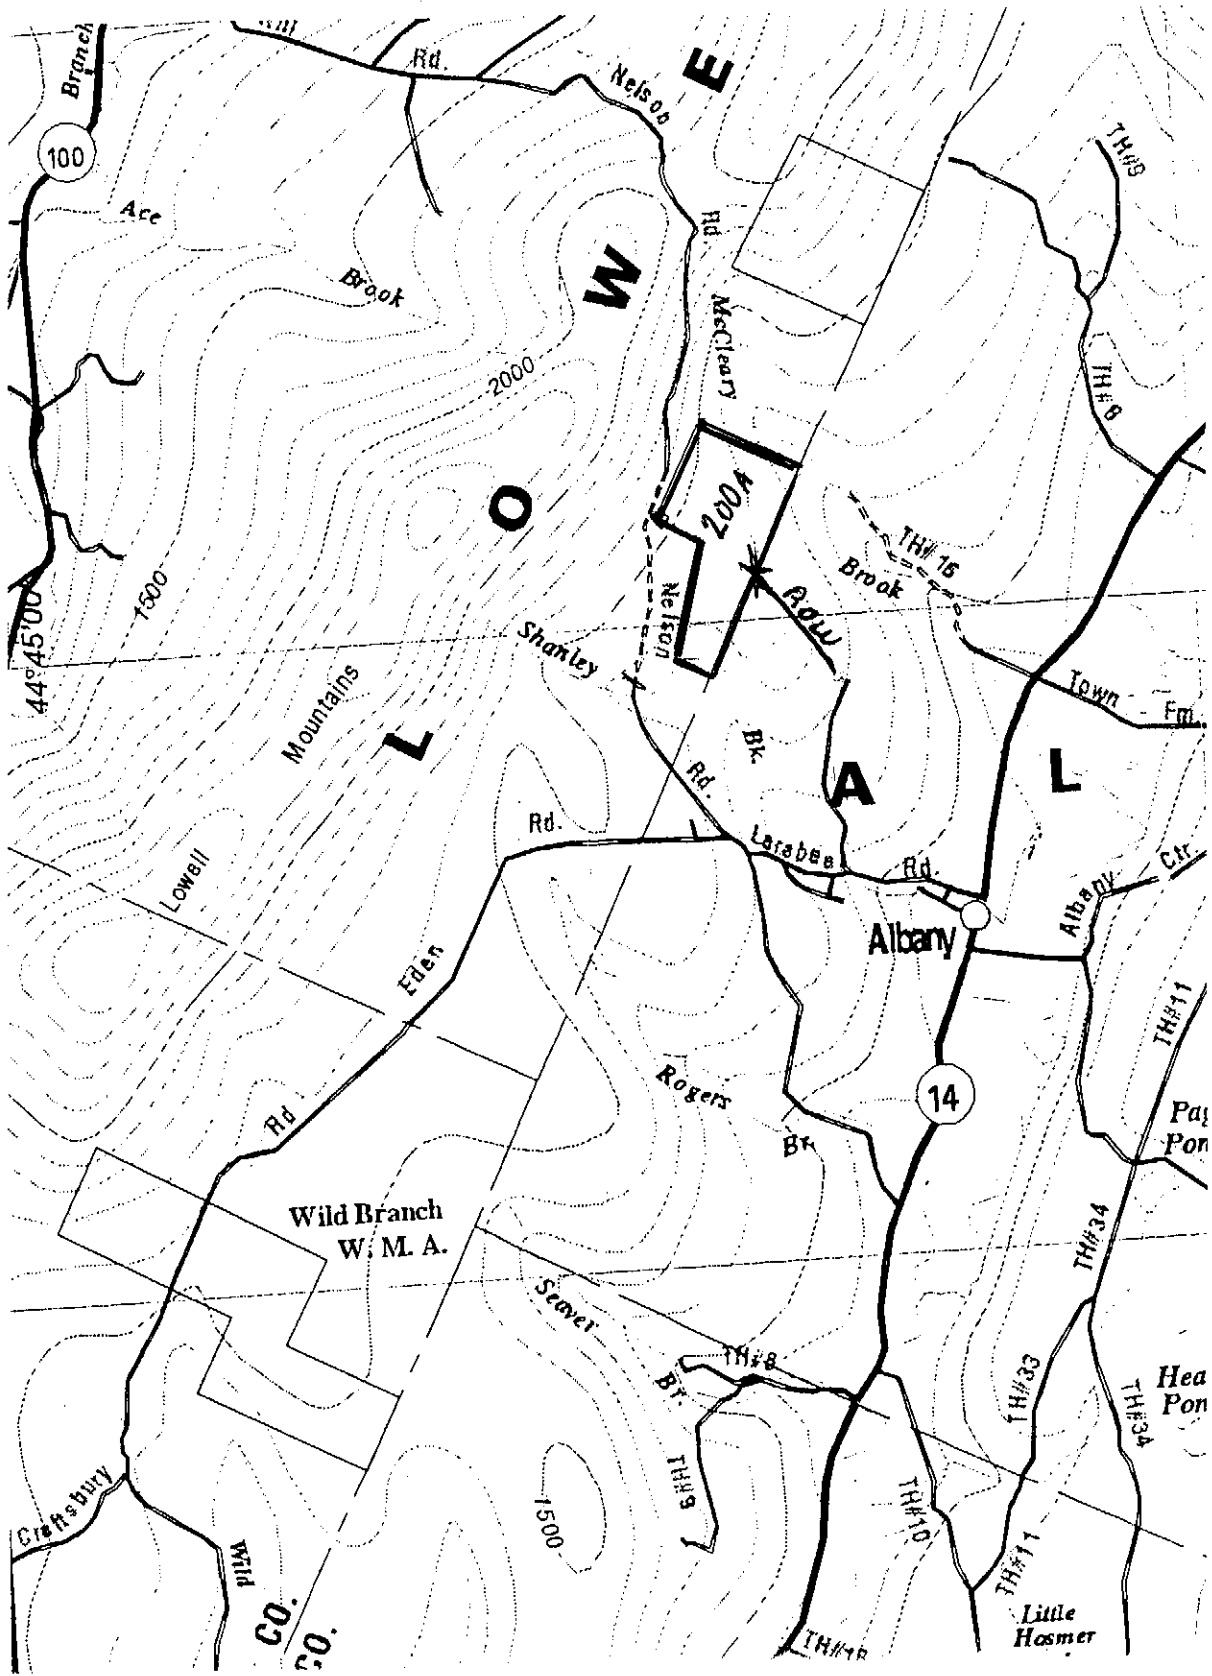 Branch
Rd.
Nelson
E
100
TH#9
Ace
Brook
Rd.
W
McCleary
2000
TH#8
O
200A
TH#16
Brook
1500
44°45'00"
Nelson
ROW
Shanley
Mountains
Town
Fm.
L
Bk.
Rd.
A
L
Rd.
Larabee
Rd.
Lowell
Albany
Ctr.
Albany
Eden
TH#11
Rogers
14
Rd
Br.
Pag
Pon
Wild Branch
W. M. A.
TH#34
Seaver
TH#8
Br.
TH#33
Hea
Pon
TH#34
Craftsbury
TH#9
1500
TH#10
Wild
TH#11
CO.
CO.
Little
Hosmer